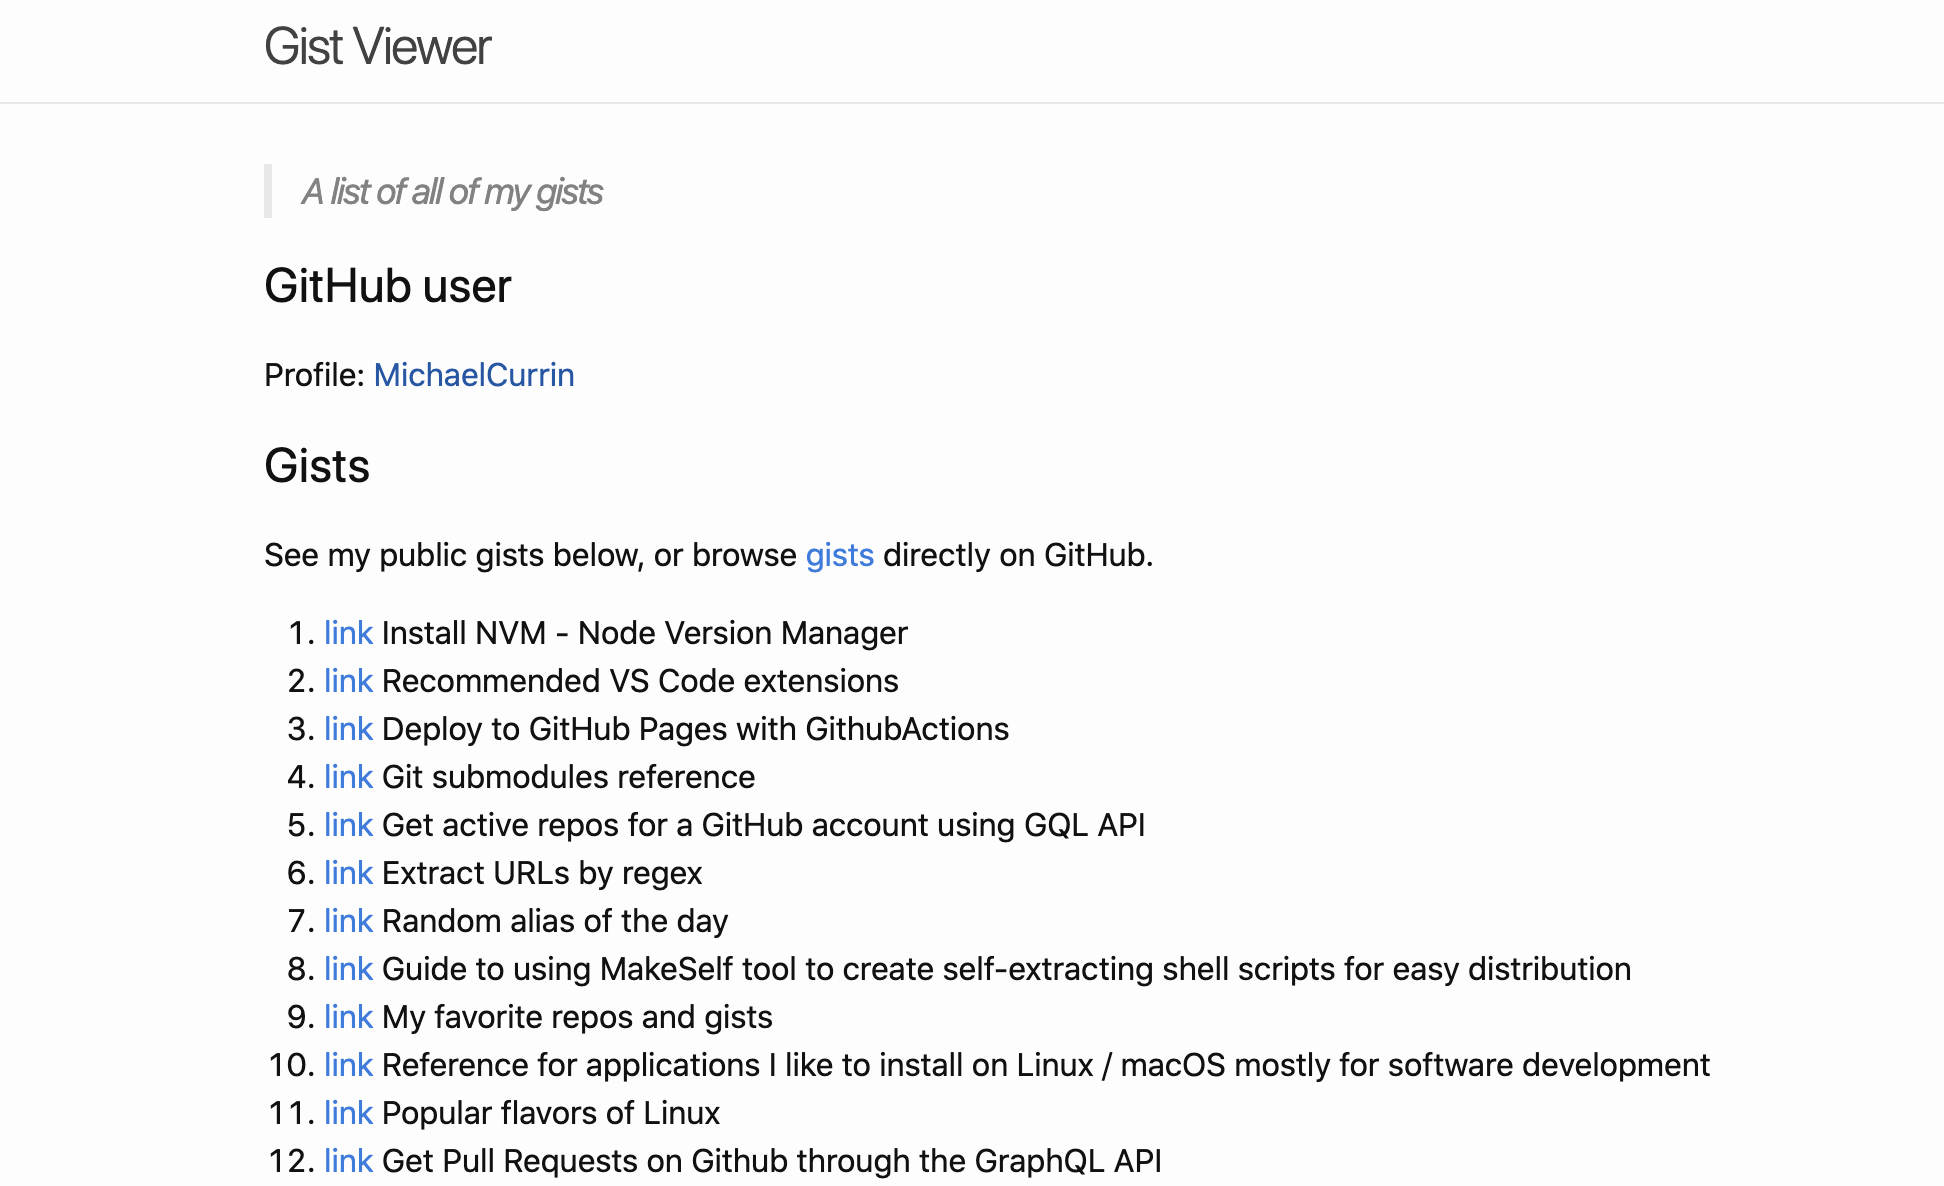 Gist Viewer
A list of all of my gists
GitHub user
Profile: MichaelCurrin
Gists
See my public gists below, or browse gists directly on GitHub.
1. link Install NVM - Node Version Manager
2. link Recommended VS Code extensions
3. link Deploy to GitHub Pages with GithubActions
4. link Git submodules reference
5. link Get active repos for a GitHub account using GQL API
6. link Extract URLs by regex
7. link Random alias of the day
8. link Guide to using MakeSelf tool to create self-extracting shell scripts for easy distribution
9. link My favorite repos and gists
10. link Reference for applications I like to install on Linux / macOS mostly for software development
11. link Popular flavors of Linux
12. link Get Pull Requests on Github through the GraphQL API